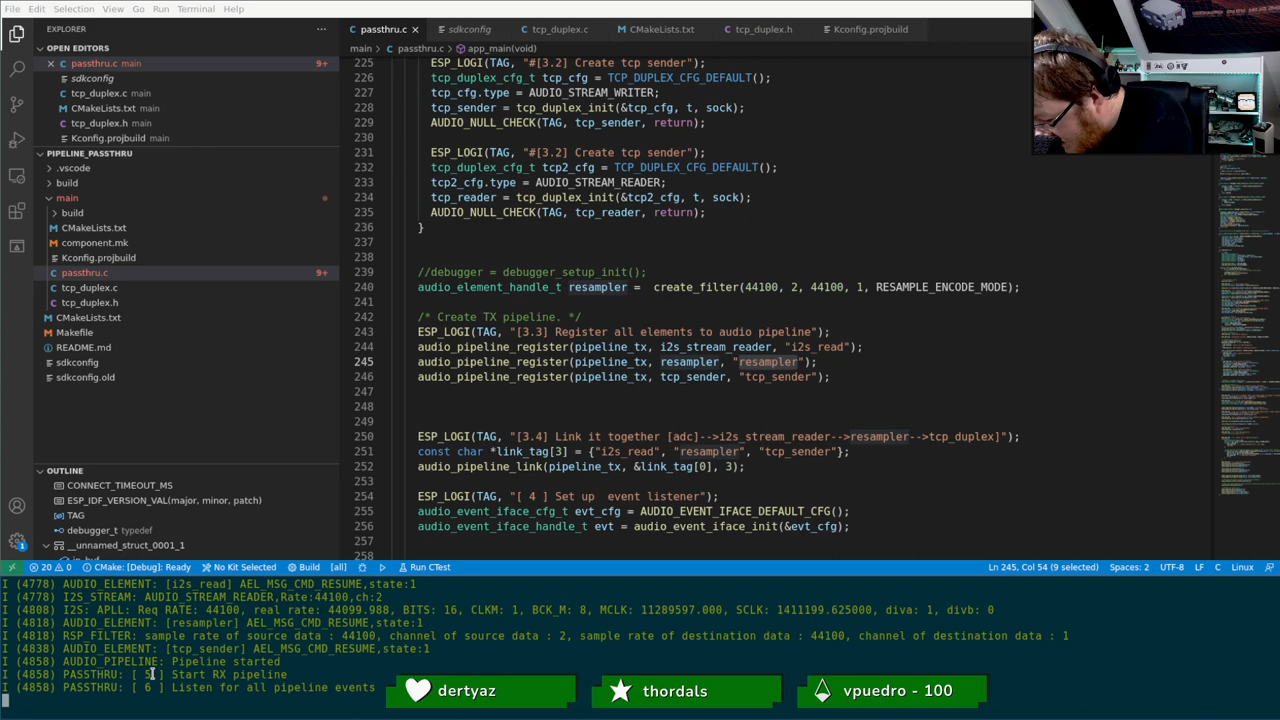 File Edit Selection View Go Run Terminal Help
EXPLORER
OPEN EDITORS
passthru.c main 9+
sdkconfig
tcp_duplex.c main
CMakeLists.txt main
tcp_duplex.h main
Kconfig.projbuild main
PIPELINE_PASSTHRU
.vscode
build
main
build
CMakeLists.txt
component.mk
Kconfig.projbuild
passthru.c 9+
tcp_duplex.c
tcp_duplex.h
CMakeLists.txt
Makefile
README.md
sdkconfig
sdkconfig.old
OUTLINE
CONNECT_TIMEOUT_MS
ESP_IDF_VERSION_VAL(major, minor, patch)
TAG
debugger_t typedef
__unnamed_struct_0001_1
passthru.c sdkconfig tcp_duplex.c CMakeLists.txt tcp_duplex.h Kconfig.projbuild
main > passthru.c > app_main(void)
225 ESP_LOGI(TAG, "#[3.2] Create tcp sender");
226 tcp_duplex_cfg_t tcp_cfg = TCP_DUPLEX_CFG_DEFAULT();
227 tcp_cfg.type = AUDIO_STREAM_WRITER;
228 tcp_sender = tcp_duplex_init(&tcp_cfg, t, sock);
229 AUDIO_NULL_CHECK(TAG, tcp_sender, return);
230
231 ESP_LOGI(TAG, "#[3.2] Create tcp sender");
232 tcp_duplex_cfg_t tcp2_cfg = TCP_DUPLEX_CFG_DEFAULT();
233 tcp2_cfg.type = AUDIO_STREAM_READER;
234 tcp_reader = tcp_duplex_init(&tcp2_cfg, t, sock);
235 AUDIO_NULL_CHECK(TAG, tcp_reader, return);
236 }
237
238
239 //debugger = debugger_setup_init();
240 audio_element_handle_t resampler =  create_filter(44100, 2, 44100, 1, RESAMPLE_ENCODE_MODE);
241
242 /* Create TX pipeline. */
243 ESP_LOGI(TAG, "[3.3] Register all elements to audio pipeline");
244 audio_pipeline_register(pipeline_tx, i2s_stream_reader, "i2s_read");
245 audio_pipeline_register(pipeline_tx, resampler, "resampler");
246 audio_pipeline_register(pipeline_tx, tcp_sender, "tcp_sender");
247
248
249
250 ESP_LOGI(TAG, "[3.4] Link it together [adc]-->i2s_stream_reader-->resampler-->tcp_duplex]");
251 const char *link_tag[3] = {"i2s_read", "resampler", "tcp_sender"};
252 audio_pipeline_link(pipeline_tx, &link_tag[0], 3);
253
254 ESP_LOGI(TAG, "[ 4 ] Set up  event listener");
255 audio_event_iface_cfg_t evt_cfg = AUDIO_EVENT_IFACE_DEFAULT_CFG();
256 audio_event_iface_handle_t evt = audio_event_iface_init(&evt_cfg);
257
258
20 0 CMake: [Debug]: Ready No Kit Selected Build [all] Run CTest Ln 245, Col 54 (9 selected) Spaces: 2 UTF-8 LF C Linux
I (4778) AUDIO_ELEMENT: [i2s_read] AEL_MSG_CMD_RESUME,state:1
I (4778) I2S_STREAM: AUDIO_STREAM_READER,Rate:44100,ch:2
I (4808) I2S: APLL: Req RATE: 44100, real rate: 44099.988, BITS: 16, CLKM: 1, BCK_M: 8, MCLK: 11289597.000, SCLK: 1411199.625000, diva: 1, divb: 0
I (4818) AUDIO_ELEMENT: [resampler] AEL_MSG_CMD_RESUME,state:1
I (4818) RSP_FILTER: sample rate of source data : 44100, channel of source data : 2, sample rate of destination data : 44100, channel of destination data : 1
I (4838) AUDIO_ELEMENT: [tcp_sender] AEL_MSG_CMD_RESUME,state:1
I (4858) AUDIO_PIPELINE: Pipeline started
I (4858) PASSTHRU: [ 5 ] Start RX pipeline
I (4858) PASSTHRU: [ 6 ] Listen for all pipeline events
dertyaz
thordals
vpuedro - 100